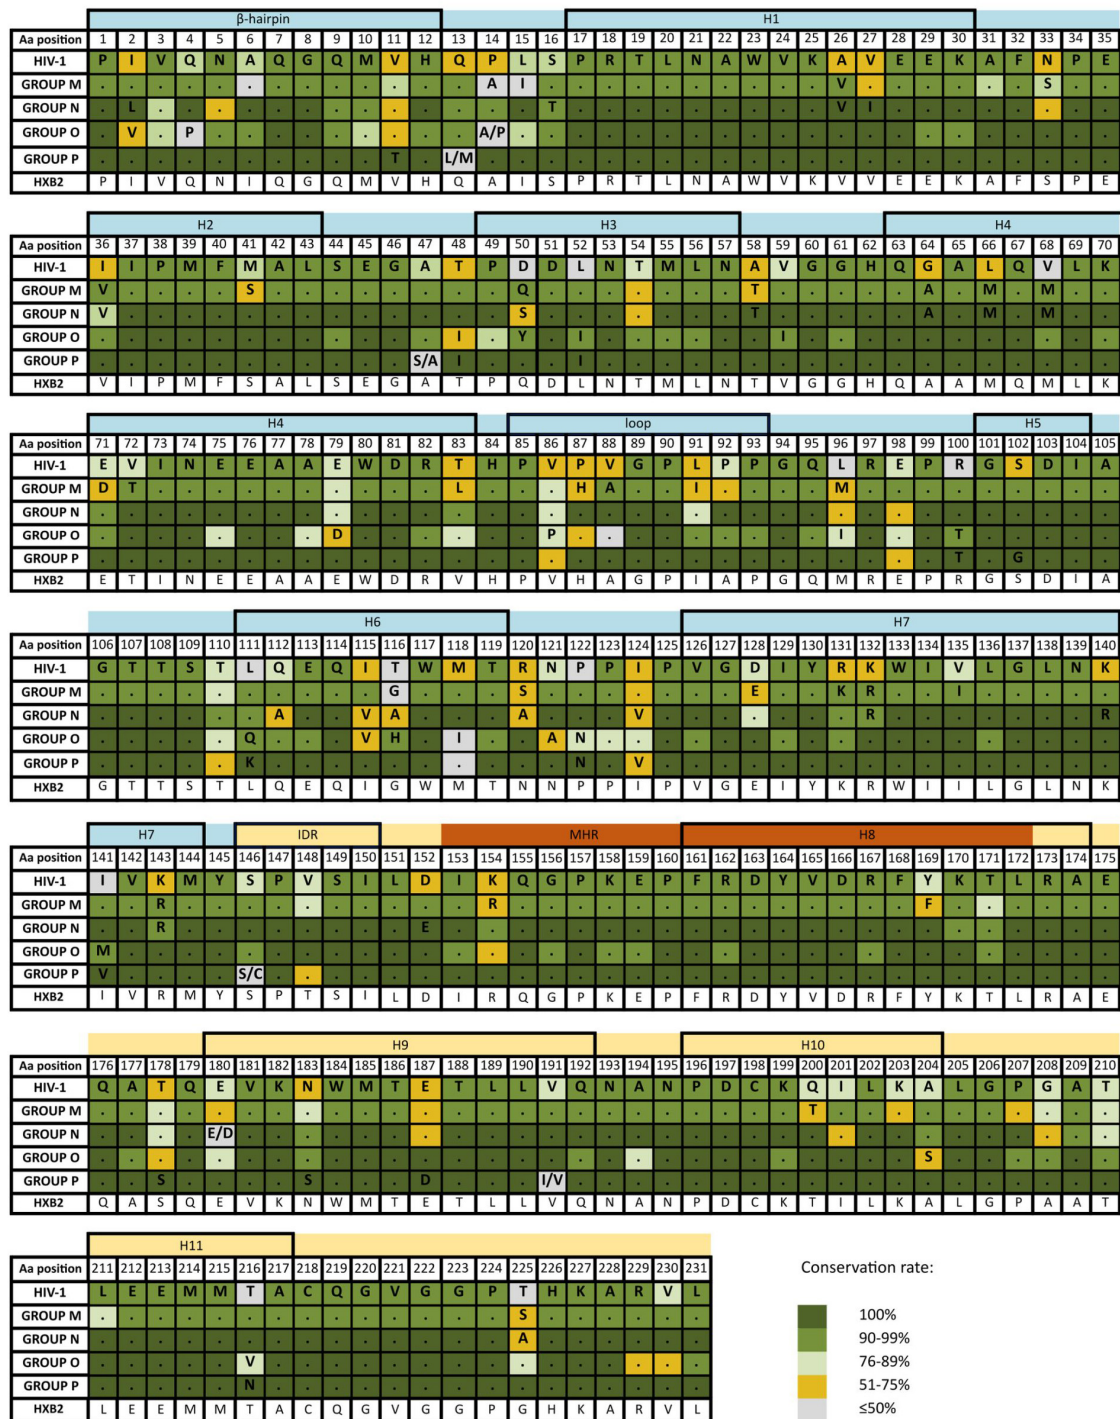 β-hairpin H1
Aa position 1 2 3 4 5 6 7 8 9 10 11 12 13 14 15 16 17 18 19 20 21 22 23 24 25 26 27 28 29 30 31 32 33 34 35
HIV-1 P I V Q N A Q G Q M V H Q P L S P R T L N A W V K A V E E K A F N P E
GROUP M . . . . . . . . . . . . . A I . . . . . . . . . . V . . . . . . S . .
GROUP N . L . . . . . . . . . . . . . T . . . . . . . . . V I . . . . . . . .
GROUP O . V . P . . . . . . . . . A/P . . . . . . . . . . . . . . . . . . . . .
GROUP P . . . . . . . . . . T . L/M . . . . . . . . . . . . . . . . . . . . . .
HXB2 P I V Q N I Q G Q M V H Q A I S P R T L N A W V K V V E E K A F S P E
H2 H3 H4
Aa position 36 37 38 39 40 41 42 43 44 45 46 47 48 49 50 51 52 53 54 55 56 57 58 59 60 61 62 63 64 65 66 67 68 69 70
HIV-1 I I P M F M A L S E G A T P D D L N T M L N A V G G H Q G A L Q V L K
GROUP M V . . . . S . . . . . . . . Q . . . . . . . T . . . . . A . M . M . .
GROUP N V . . . . . . . . . . . . . S . . . . . . . T . . . . . A . M . M . .
GROUP O . . . . . . . . . . . . I . Y . I . . . . . . I . . . . . . . . . . .
GROUP P . . . . . . . . . . . S/A I . . . I . . . . . . . . . . . . . . . . . .
HXB2 V I P M F S A L S E G A T P Q D L N T M L N T V G G H Q A A M Q M L K
H4 loop H5
Aa position 71 72 73 74 75 76 77 78 79 80 81 82 83 84 85 86 87 88 89 90 91 92 93 94 95 96 97 98 99 100 101 102 103 104 105
HIV-1 E V I N E E A A E W D R T H P V P V G P L P P G Q L R E P R G S D I A
GROUP M D T . . . . . . . . . . L . . . H A . . I . . . . M . . . . . . . . .
GROUP N . . . . . . . . . . . . . . . . . . . . . . . . . . . . . . . . . . .
GROUP O . . . . . . . . D . . . . . . P . . . . . . . . . I . . . T . . . . .
GROUP P . . . . . . . . . . . . . . . . . . . . . . . . . . . . . T . G . . .
HXB2 E T I N E E A A E W D R V H P V H A G P I A P G Q M R E P R G S D I A
H6 H7
Aa position 106 107 108 109 110 111 112 113 114 115 116 117 118 119 120 121 122 123 124 125 126 127 128 129 130 131 132 133 134 135 136 137 138 139 140
HIV-1 G T T S T L Q E Q I T W M T R N P P I P V G D I Y R K W I V L G L N K
GROUP M . . . . . . . . . . G . . . S . . . . . . . E . . K R . . I . . . . .
GROUP N . . . . . . A . . V A . . . A . . . V . . . . . . . R . . . . . . . R
GROUP O . . . . . Q . . . V H . I . . A N . . . . . . . . . . . . . . . . . .
GROUP P . . . . . K . . . . . . . . . . N . V . . . . . . . . . . . . . . . .
HXB2 G T T S T L Q E Q I G W M T N N P P I P V G E I Y K R W I I L G L N K
H7 IDR MHR H8
Aa position 141 142 143 144 145 146 147 148 149 150 151 152 153 154 155 156 157 158 159 160 161 162 163 164 165 166 167 168 169 170 171 172 173 174 175
HIV-1 I V K M Y S P V S I L D I K Q G P K E P F R D Y V D R F Y K T L R A E
GROUP M . . R . . . . . . . . . . R . . . . . . . . . . . . . . F . . . . . .
GROUP N . . R . . . . . . . . E . . . . . . . . . . . . . . . . . . . . . . .
GROUP O M . . . . . . . . . . . . . . . . . . . . . . . . . . . . . . . . . .
GROUP P V . . . . S/C . . . . . . . . . . . . . . . . . . . . . . . . . . . . .
HXB2 I V R M Y S P T S I L D I R Q G P K E P F R D Y V D R F Y K T L R A E
H9 H10
Aa position 176 177 178 179 180 181 182 183 184 185 186 187 188 189 190 191 192 193 194 195 196 197 198 199 200 201 202 203 204 205 206 207 208 209 210
HIV-1 Q A T Q E V K N W M T E T L L V Q N A N P D C K Q I L K A L G P G A T
GROUP M . . . . . . . . . . . . . . . . . . . . . . . . T . . . . . . . . . .
GROUP N . . . . E/D . . . . . . . . . . . . . . . . . . . . . . . . . . . . . .
GROUP O . . . . . . . . . . . . . . . . . . . . . . . . . . . . S . . . . . .
GROUP P . . S . . . . S . . . D . . . I/V . . . . . . . . . . . . . . . . . . .
HXB2 Q A S Q E V K N W M T E T L L V Q N A N P D C K T I L K A L G P A A T
H11
Aa position 211 212 213 214 215 216 217 218 219 220 221 222 223 224 225 226 227 228 229 230 231
HIV-1 L E E M M T A C Q G V G G P T H K A R V L
GROUP M . . . . . . . . . . . . . . S . . . . . .
GROUP N . . . . . . . . . . . . . . A . . . . . .
GROUP O . . . . . V . . . . . . . . . . . . . . .
GROUP P . . . . . N . . . . . . . . . . . . . . .
HXB2 L E E M M T A C Q G V G G P G H K A R V L
Conservation rate:
100%
90-99%
76-89%
51-75%
≤50%